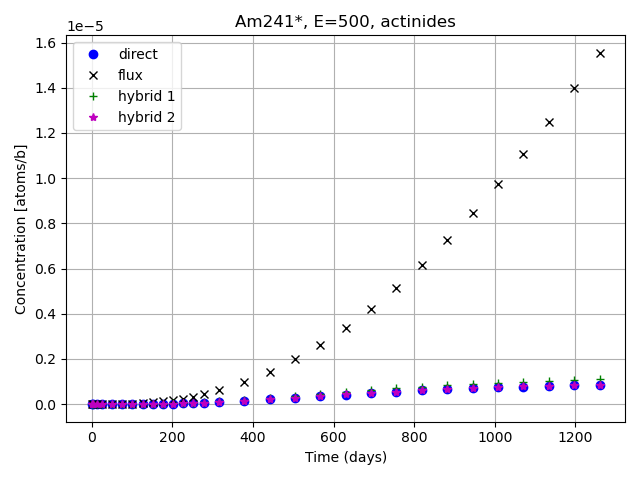 Am241*, E=500, actinides
1e−5
direct
flux
hybrid 1
hybrid 2
Concentration [atoms/b]
1.6
1.4
1.2
1.0
0.8
0.6
0.4
0.2
0.0
0 200 400 600 800 1000 1200
Time (days)